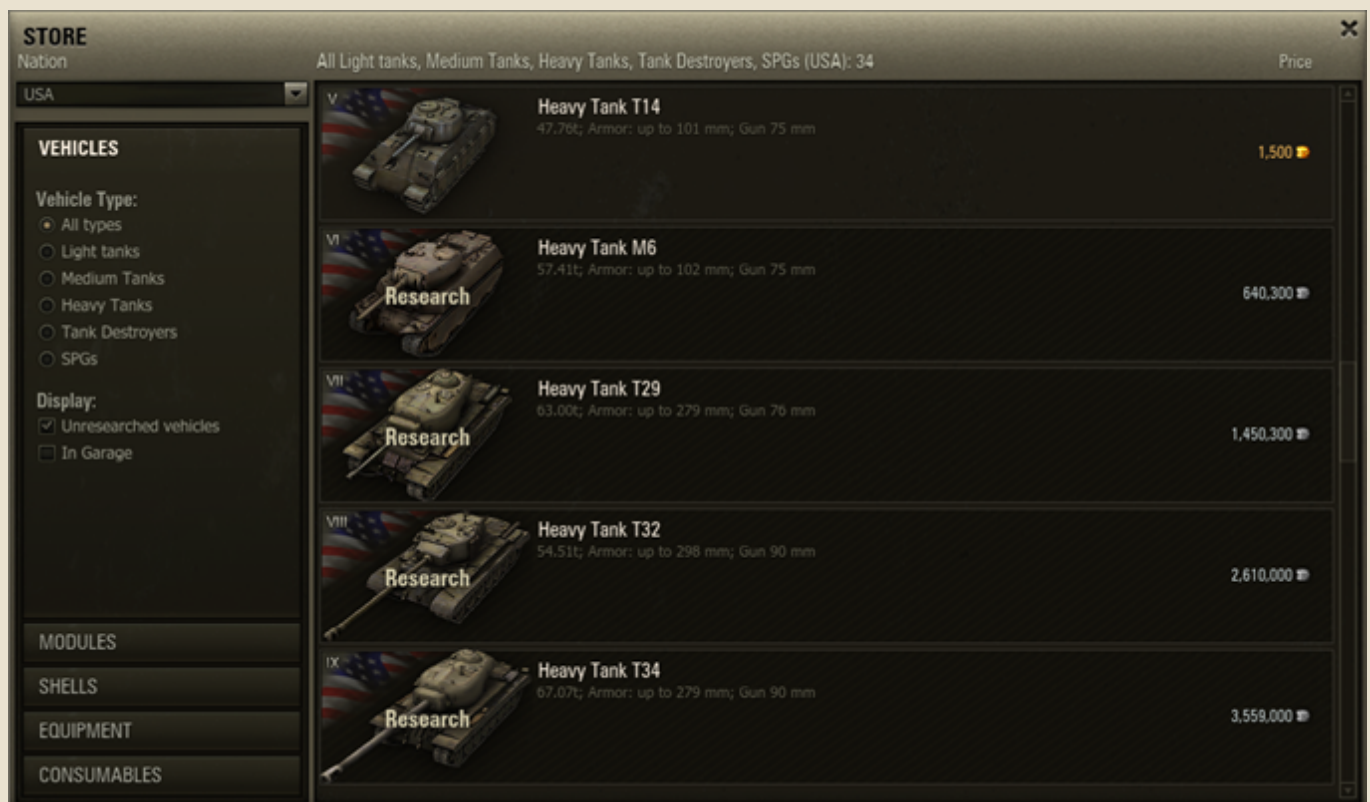 STORE
Nation
USA
VEHICLES
Vehicle Type:
All types
Light tanks
Medium Tanks
Heavy Tanks
Tank Destroyers
SPGs
Display:
Unresearched vehicles
In Garage
MODULES
SHELLS
EQUIPMENT
CONSUMABLES
All Light tanks, Medium Tanks, Heavy Tanks, Tank Destroyers, SPGs (USA): 34 Price
V
Heavy Tank T14
47.76t; Armor: up to 101 mm; Gun 75 mm
1,500
VI
Heavy Tank M6
57.41t; Armor: up to 102 mm; Gun 75 mm
Research
640,300
VII
Heavy Tank T29
63.00t; Armor: up to 279 mm; Gun 76 mm
Research
1,450,300
VIII
Heavy Tank T32
54.51t; Armor: up to 298 mm; Gun 90 mm
Research
2,610,000
IX
Heavy Tank T34
67.07t; Armor: up to 279 mm; Gun 90 mm
Research
3,559,000